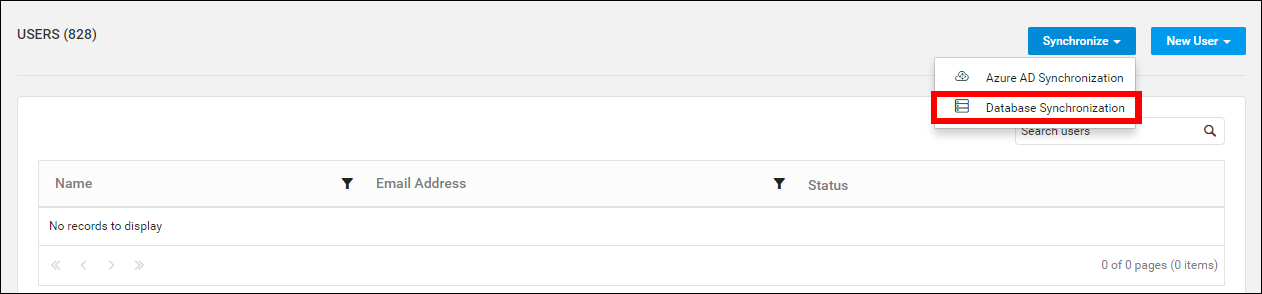 USERS (828)
Synchronize
New User
Azure AD Synchronization
Database Synchronization
Search users
Name
Email Address
Status
No records to display
0 of 0 pages (0 items)